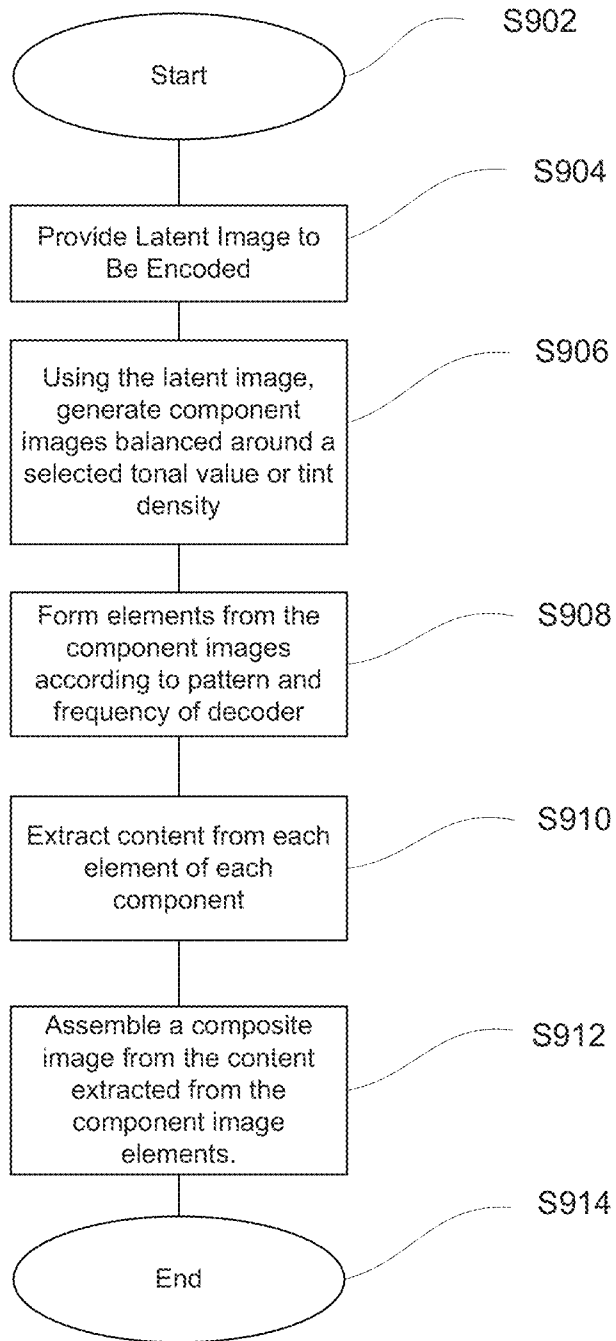 S902
Start
S904
Provide Latent Image to
Be Encoded
S906
Using the latent image,
generate component
images balanced around a
selected tonal value or tint
density
S908
Form elements from the
component images
according to pattern and
frequency of decoder
S910
Extract content from each
element of each
component
S912
Assemble a composite
image from the content
extracted from the
component image
elements.
S914
End